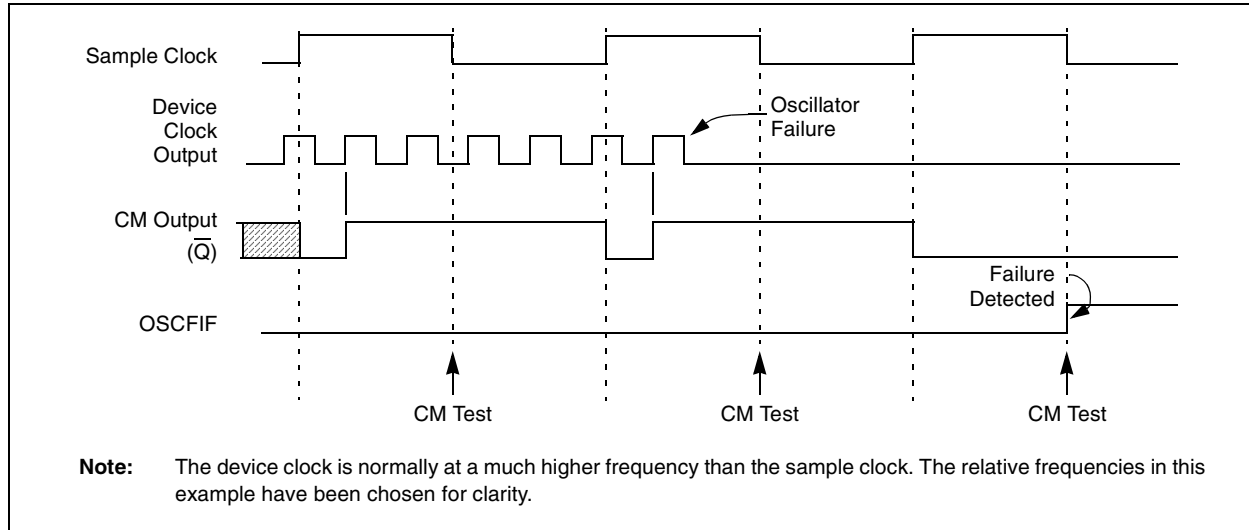 Sample Clock
Device
Clock
Output
Oscillator
Failure
CM Output
(Q̅)
Failure
Detected
OSCFIF
CM Test
CM Test
CM Test
Note: The device clock is normally at a much higher frequency than the sample clock. The relative frequencies in this
example have been chosen for clarity.